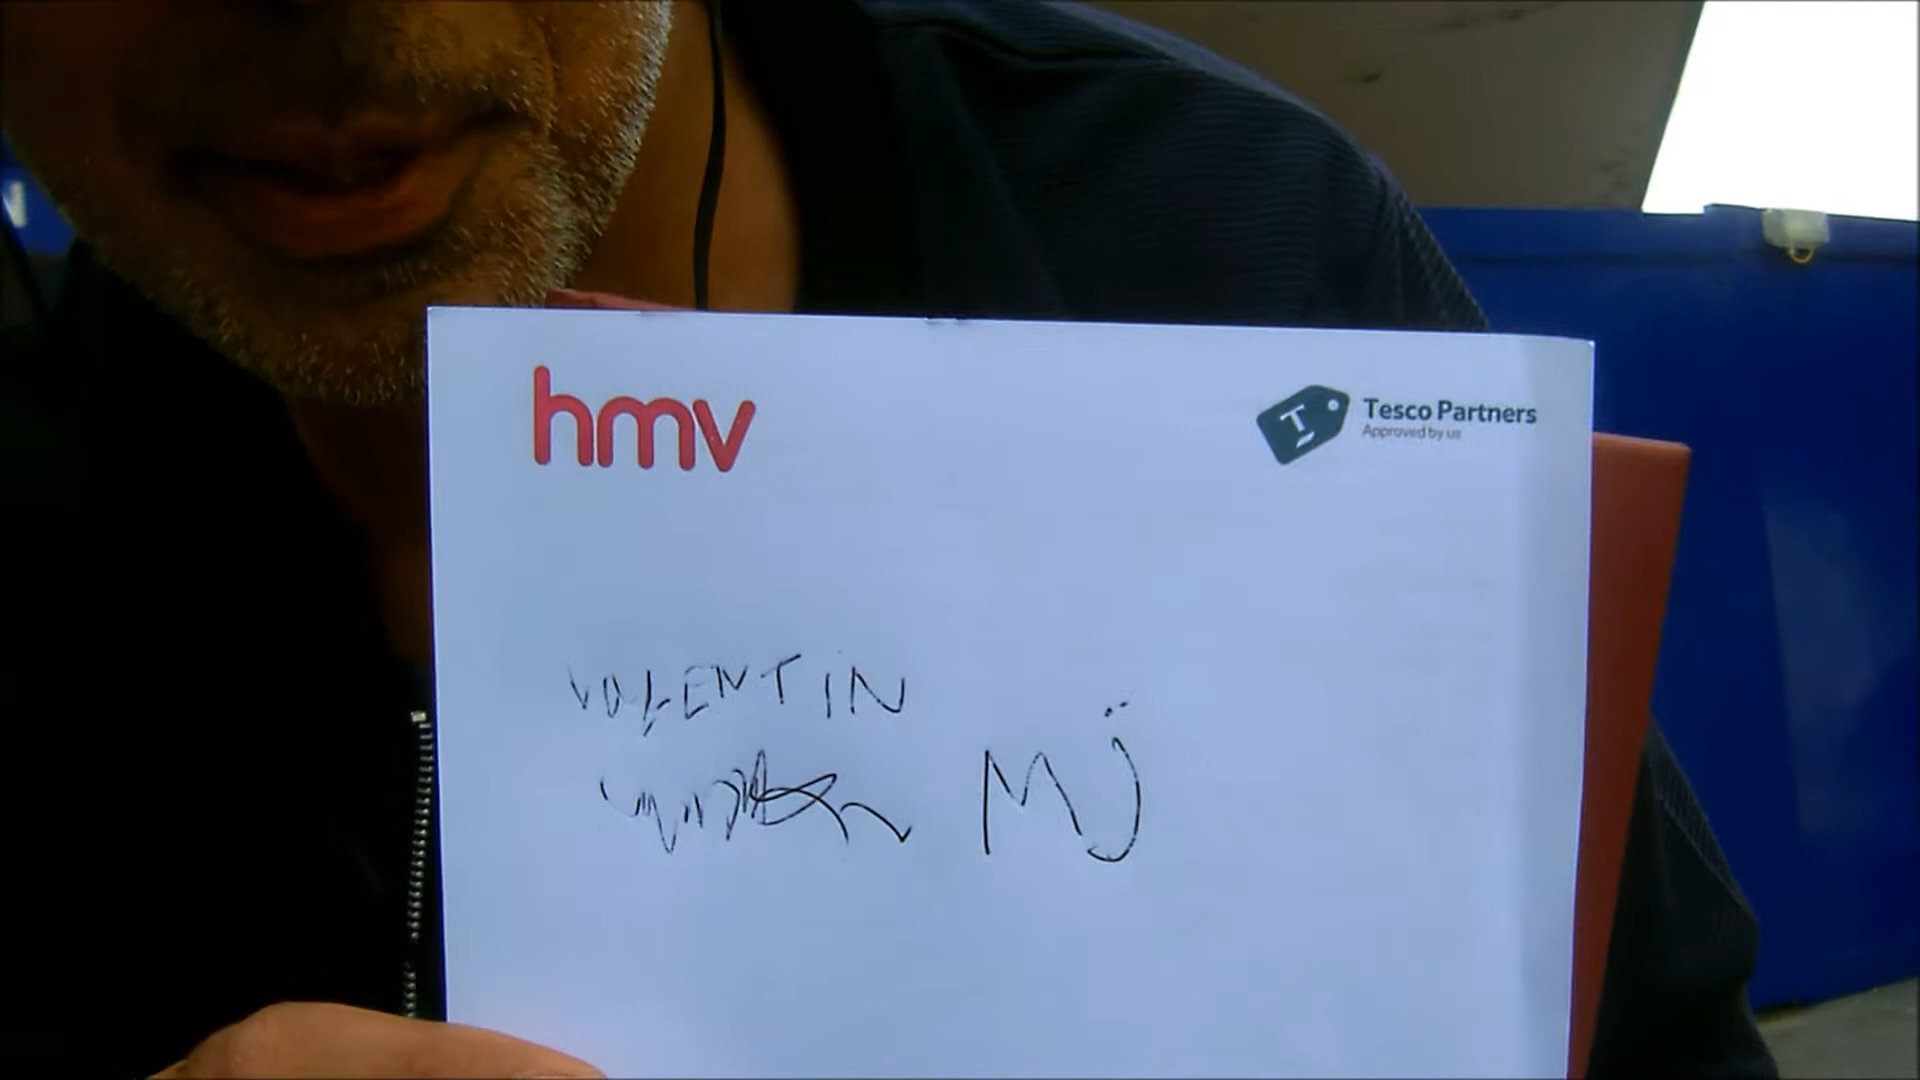 hmv
Tesco Partners
Approved by us
VALENTIN
MJ